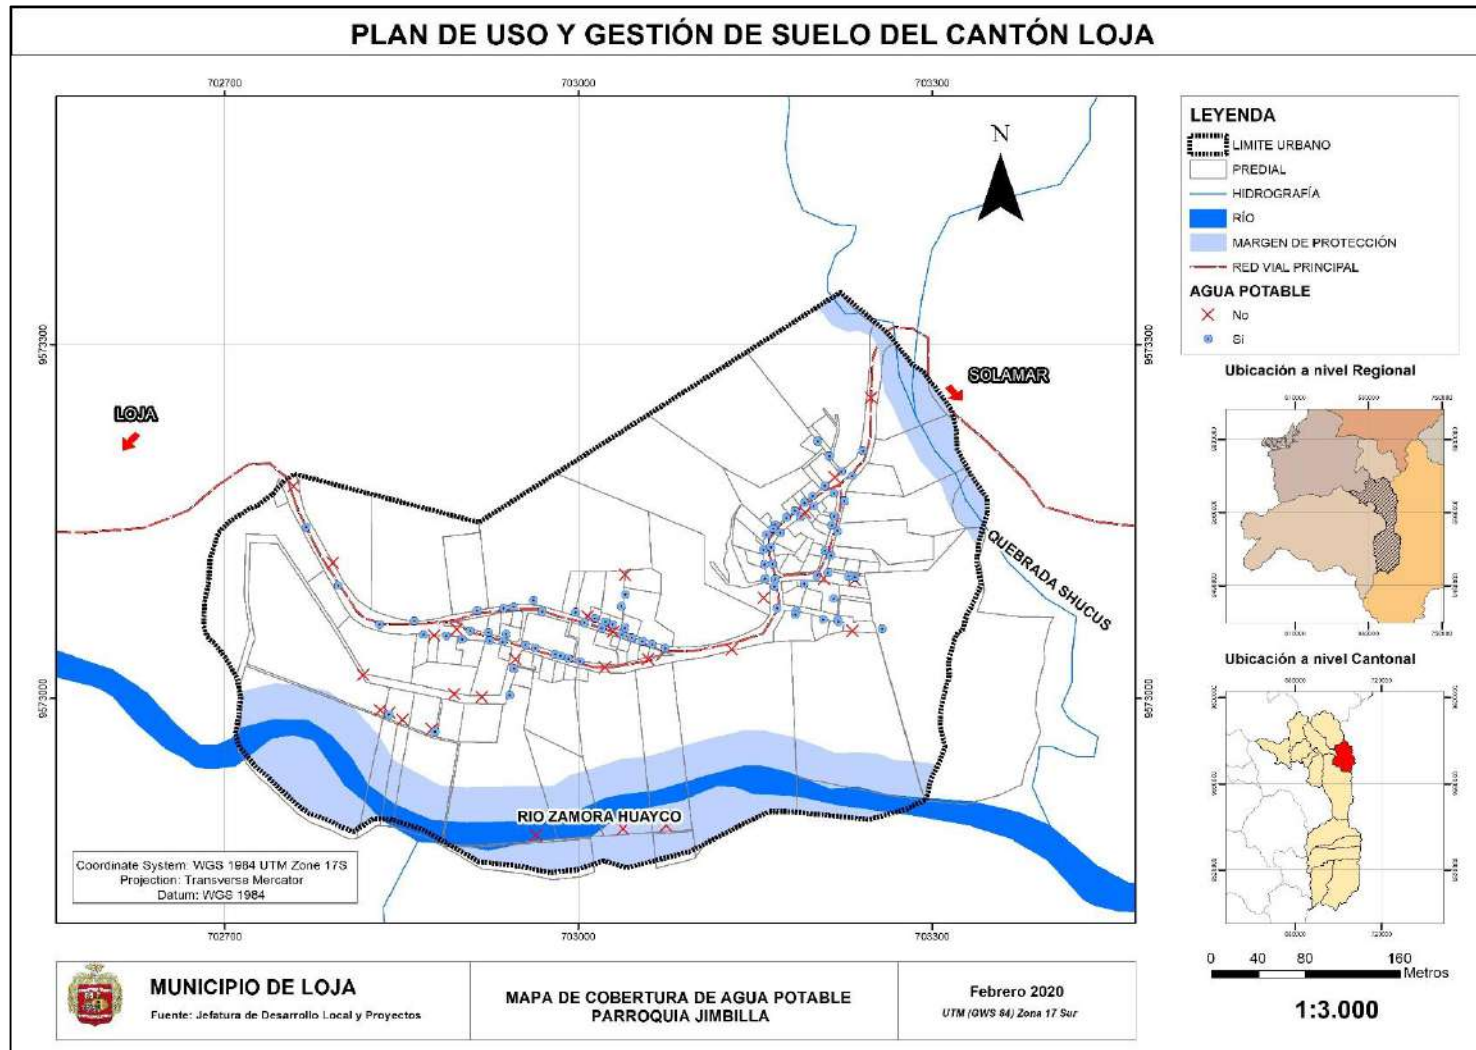 PLAN DE USO Y GESTIÓN DE SUELO DEL CANTÓN LOJA
702700
703000
703300
N
9573300
9573300
LOJA
SOLAMAR
QUEBRADA SHUCUS
9573000
9573000
RIO ZAMORA HUAYCO
Coordinate System: WGS 1984 UTM Zone 17S
Projection: Transverse Mercator
Datum: WGS 1984
702700
703000
703300
LEYENDA
LIMITE URBANO
PREDIAL
HIDROGRAFÍA
RÍO
MARGEN DE PROTECCIÓN
RED VIAL PRINCIPAL
AGUA POTABLE
No
Si
Ubicación a nivel Regional
Ubicación a nivel Cantonal
0 40 80 160
Metros
1:3.000
MUNICIPIO DE LOJA
Fuente: Jefatura de Desarrollo Local y Proyectos
MAPA DE COBERTURA DE AGUA POTABLE
PARROQUIA JIMBILLA
Febrero 2020
UTM (GWS 84) Zona 17 Sur